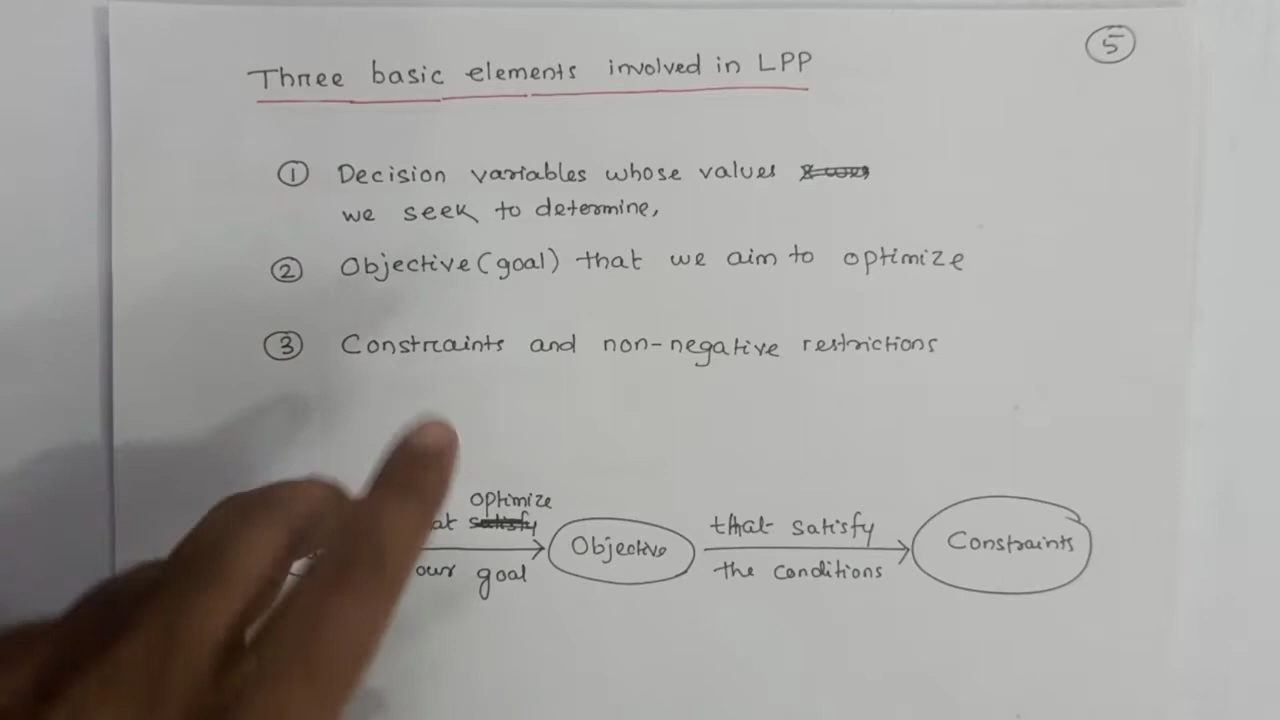 5
Three basic elements involved in LPP
1 Decision variables whose values
we seek to determine,
2 Objective (goal) that we aim to optimize
3 Constraints and non-negative restrictions
optimize
Objective
that satisfy
Constraints
our goal
the conditions